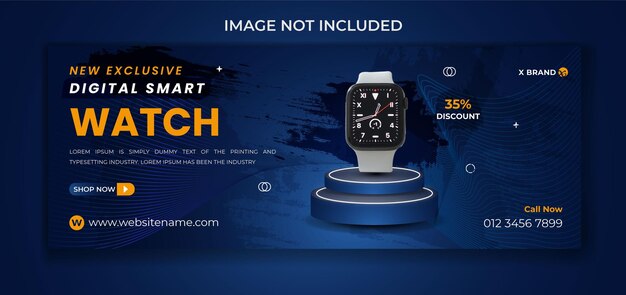 IMAGE NOT INCLUDED
NEW EXCLUSIVE
DIGITAL SMART
WATCH
LOREM IPSUM IS SIMPLY DUMMY TEXT OF THE PRINTING AND
TYPESETTING INDUSTRY. LOREM IPSUM HAS BEEN INDUSTRY.
SHOP NOW
www.websitename.com
X BRAND
35%
DISCOUNT
Call Now
012 3456 7899